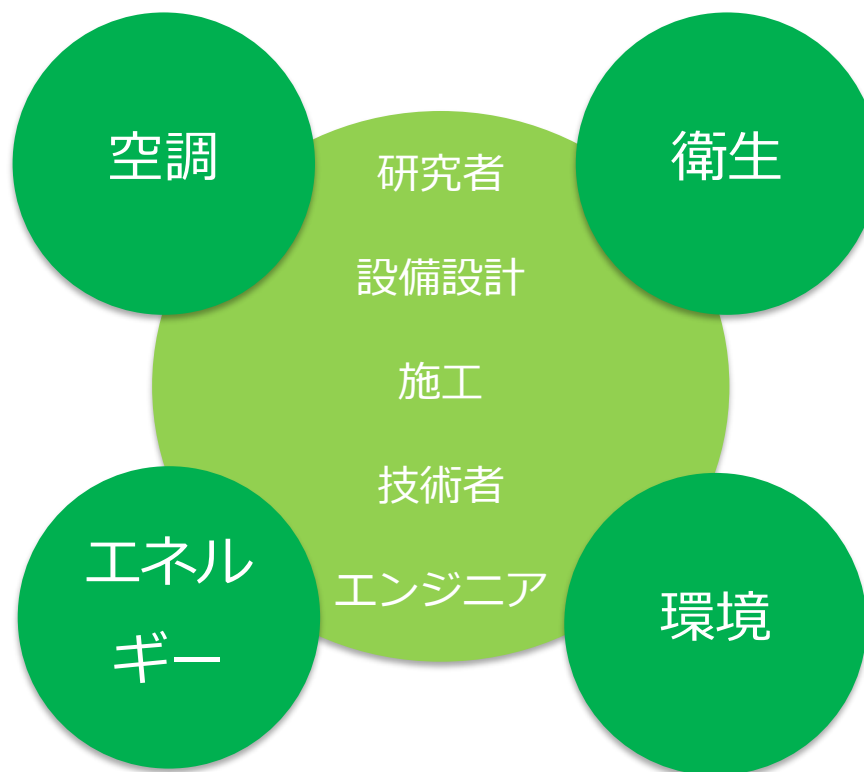 空調
衛生
研究者
設備設計
施工
技術者
エンジニア
エネル
ギー
環境